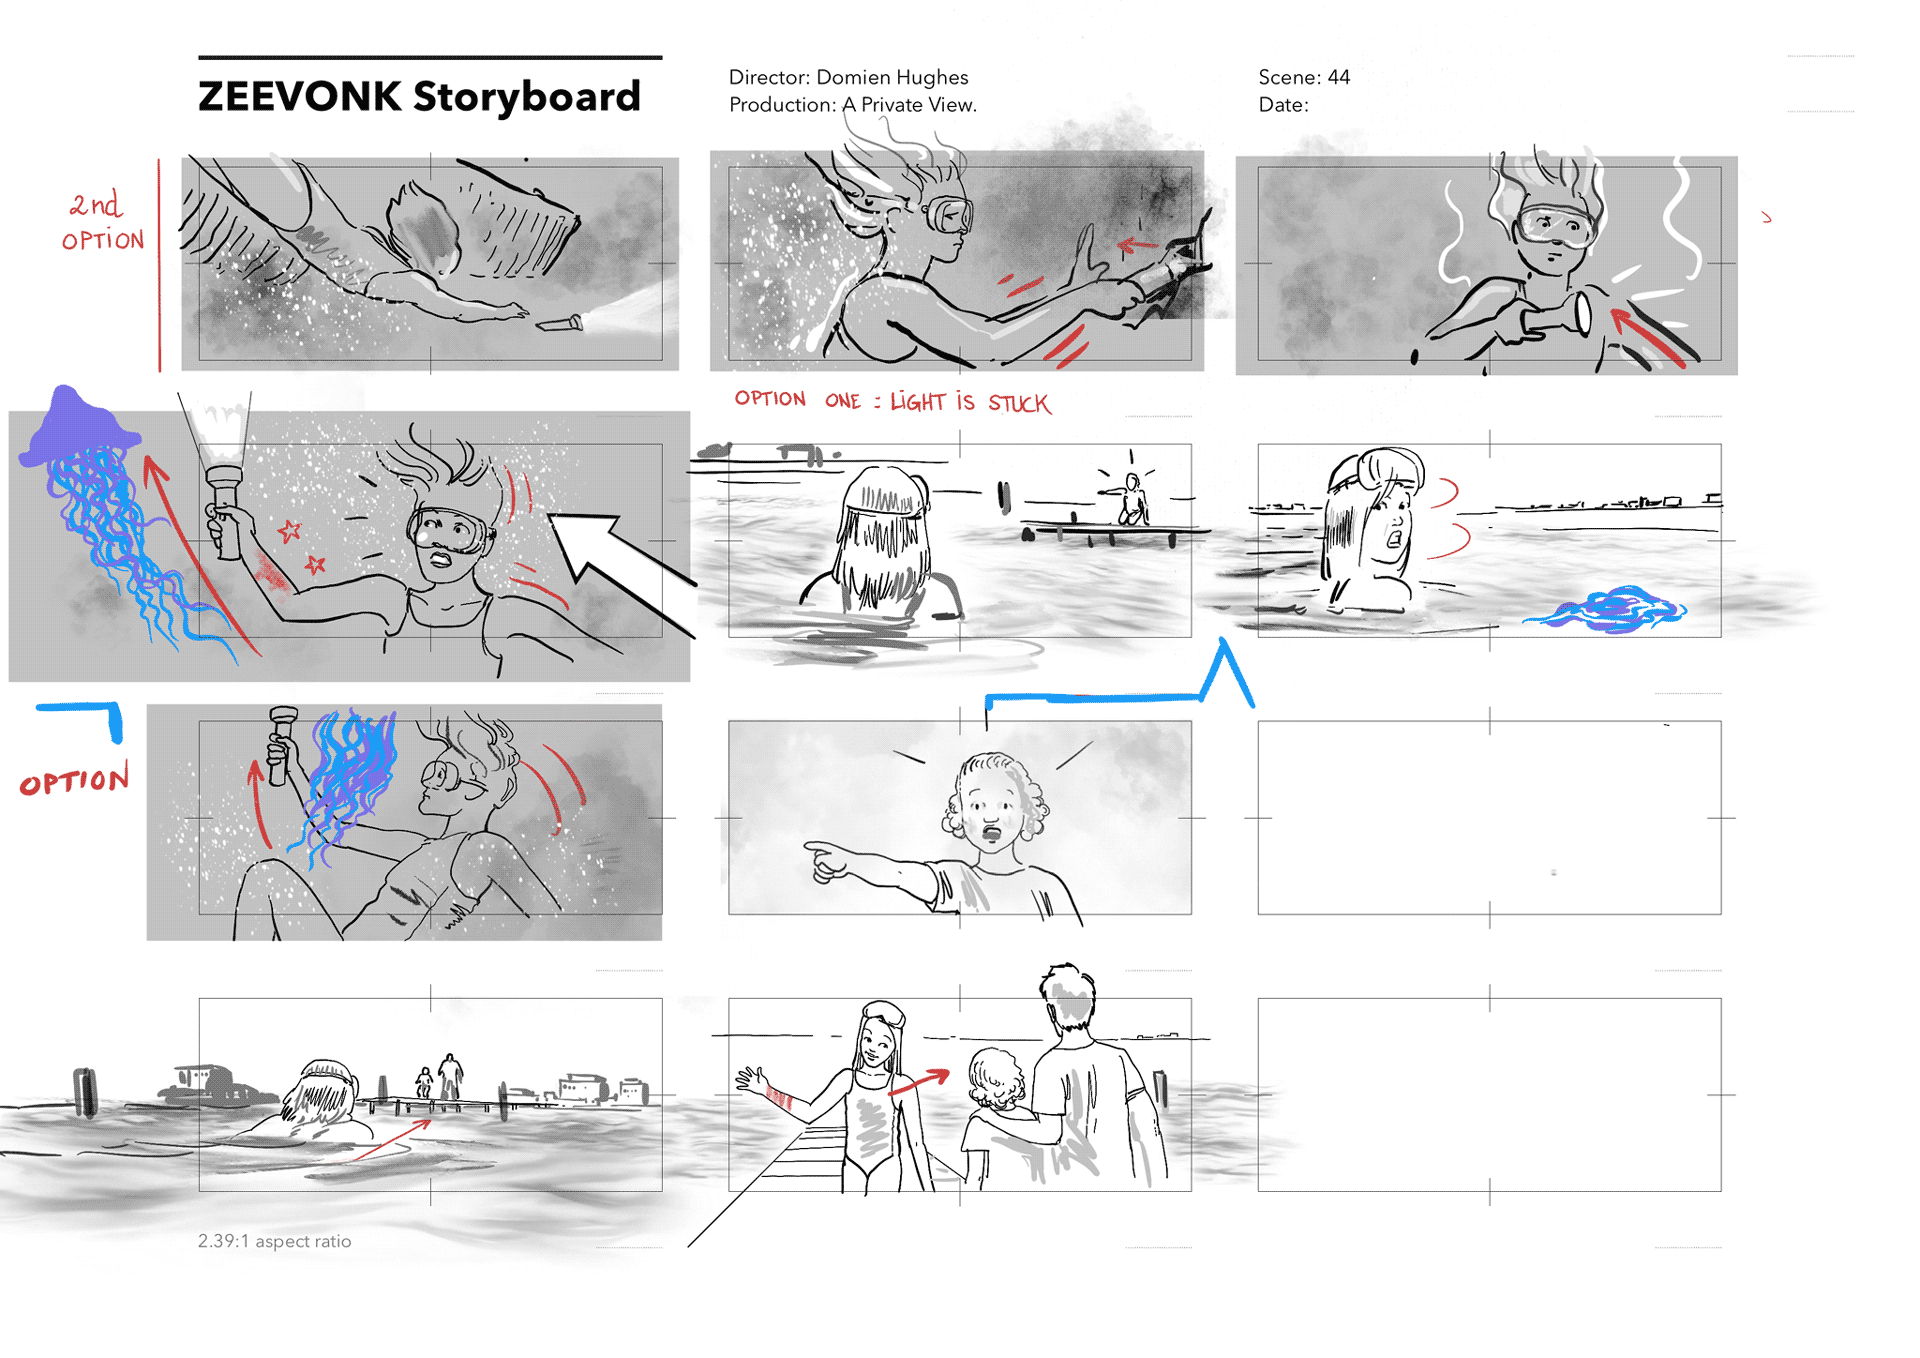 ZEEVONK Storyboard
Director: Domien Hughes
Production: A Private View.
Scene: 44
Date:
2nd
OPTION
OPTION ONE : LiGHT iS STUCK
OPTION
2.39:1 aspect ratio